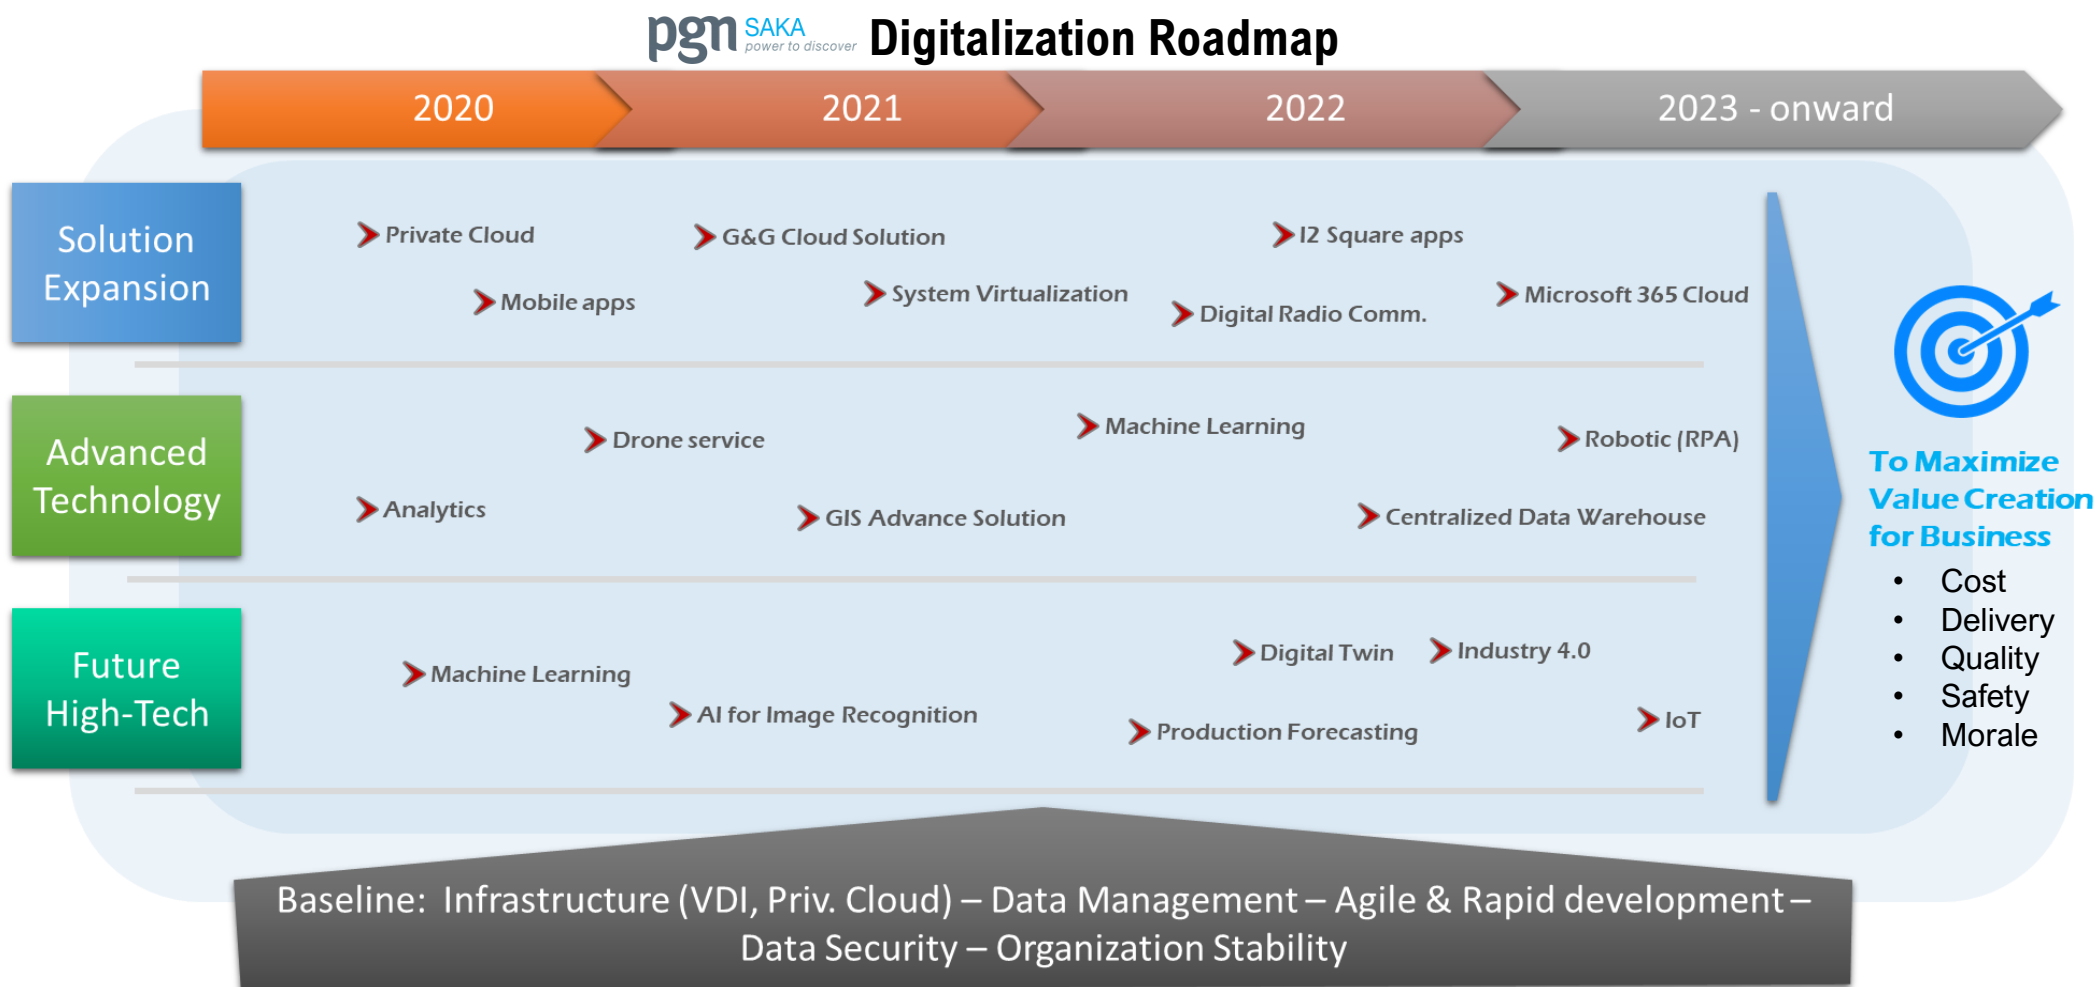 pgn SAKA
power to discover
Digitalization Roadmap
2020
2021
2022
2023 - onward
Solution
Expansion
Private Cloud
G&G Cloud Solution
I2 Square apps
Mobile apps
System Virtualization
Digital Radio Comm.
Microsoft 365 Cloud
Advanced
Technology
Drone service
Machine Learning
Robotic (RPA)
Analytics
GIS Advance Solution
Centralized Data Warehouse
Future
High-Tech
Machine Learning
AI for Image Recognition
Digital Twin
Industry 4.0
Production Forecasting
IoT
To Maximize
Value Creation
for Business
• Cost
• Delivery
• Quality
• Safety
• Morale
Baseline: Infrastructure (VDI, Priv. Cloud) – Data Management – Agile & Rapid development –
Data Security – Organization Stability